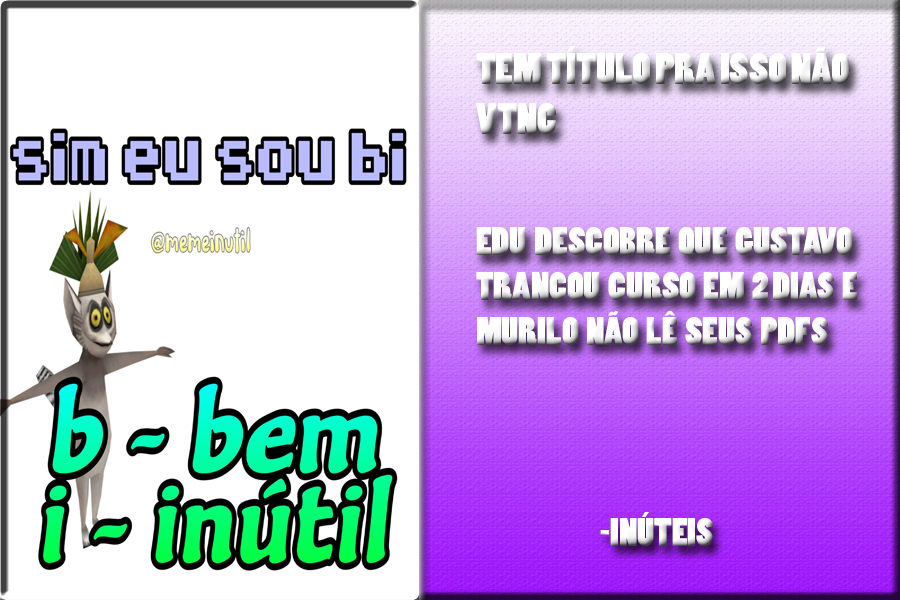 sim eu sou bi
@memeinutil
b - bem
i - inútil
TEM TÍTULO PRA ISSO NÃO
VTNC
EDU DESCOBRE QUE GUSTAVO
TRANCOU CURSO EM 2 DIAS E
MURILO NÃO LÊ SEUS PDFS
-INÚTEIS